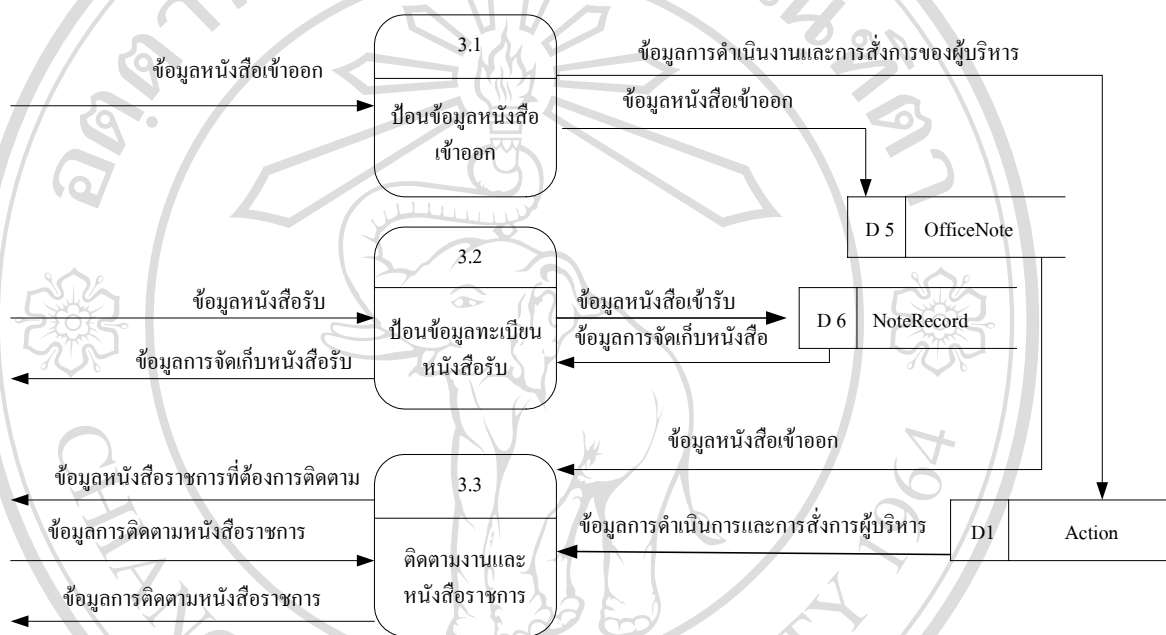 3.1
ข้อมูลการดำเนินงานและการสั่งการของผู้บริหาร
ข้อมูลหนังสือเข้าออก
ข้อมูลหนังสือเข้าออก
ป้อนข้อมูลหนังสือ
เข้าออก
D 5
OfficeNote
3.2
ข้อมูลหนังสือรับ
ข้อมูลหนังสือเข้ารับ
D 6
NoteRecord
ป้อนข้อมูลทะเบียน
หนังสือรับ
ข้อมูลการจัดเก็บหนังสือ
ข้อมูลการจัดเก็บหนังสือรับ
ข้อมูลหนังสือเข้าออก
3.3
ข้อมูลหนังสือราชการที่ต้องการติดตาม
ข้อมูลการติดตามหนังสือราชการ
ข้อมูลการดำเนินการและการสั่งการผู้บริหาร
D1
Action
ติดตามงานและ
หนังสือราชการ
ข้อมูลการติดตามหนังสือราชการ
1964